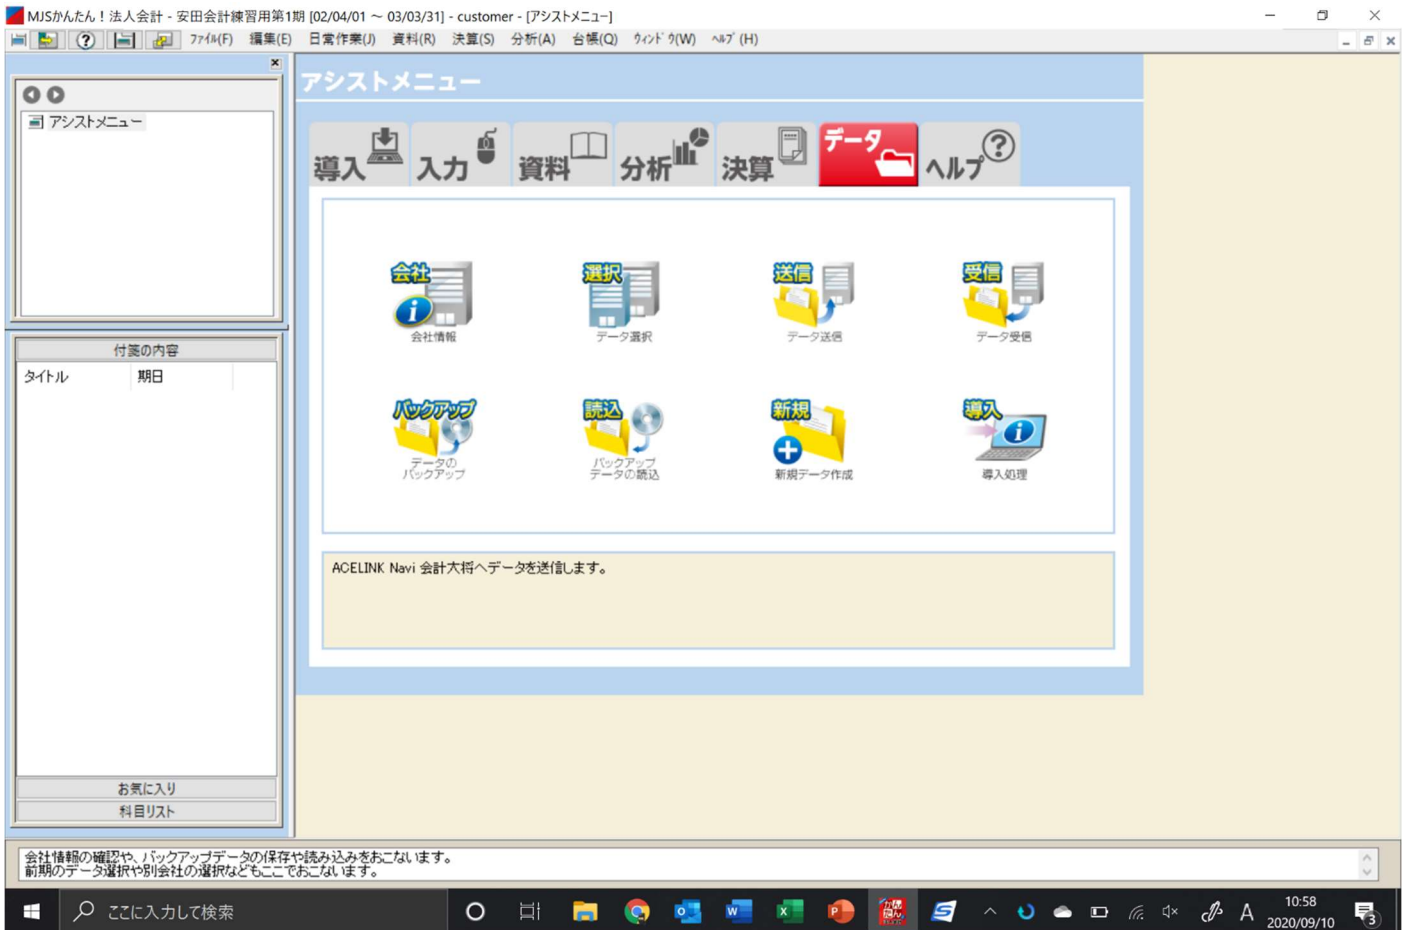 MJSかんたん！法人会計 - 安田会計練習用第1期 [02/04/01 ～ 03/03/31] - customer - [アシストメニュー]
ﾌｧｲﾙ(F) 編集(E) 日常作業(J) 資料(R) 決算(S) 分析(A) 台帳(Q) ｳｨﾝﾄﾞｳ(W) ﾍﾙﾌﾟ(H)
アシストメニュー
付箋の内容
タイトル 期日
お気に入り
科目リスト
アシストメニュー
導入 入力 資料 分析 決算 データ ヘルプ
会社 選択 送信 受信
会社情報 データ選択 データ送信 データ受信
バックアップ 読込 新規 導入
データの
バックアップ
バックアップ
データの読込
新規データ作成
導入処理
ACELINK Navi 会計大将へデータを送信します。
会社情報の確認や、バックアップデータの保存や読み込みをおこないます。
前期のデータ選択や別会社の選択などもここでおこないます。
ここに入力して検索
A
10:58
2020/09/10
3